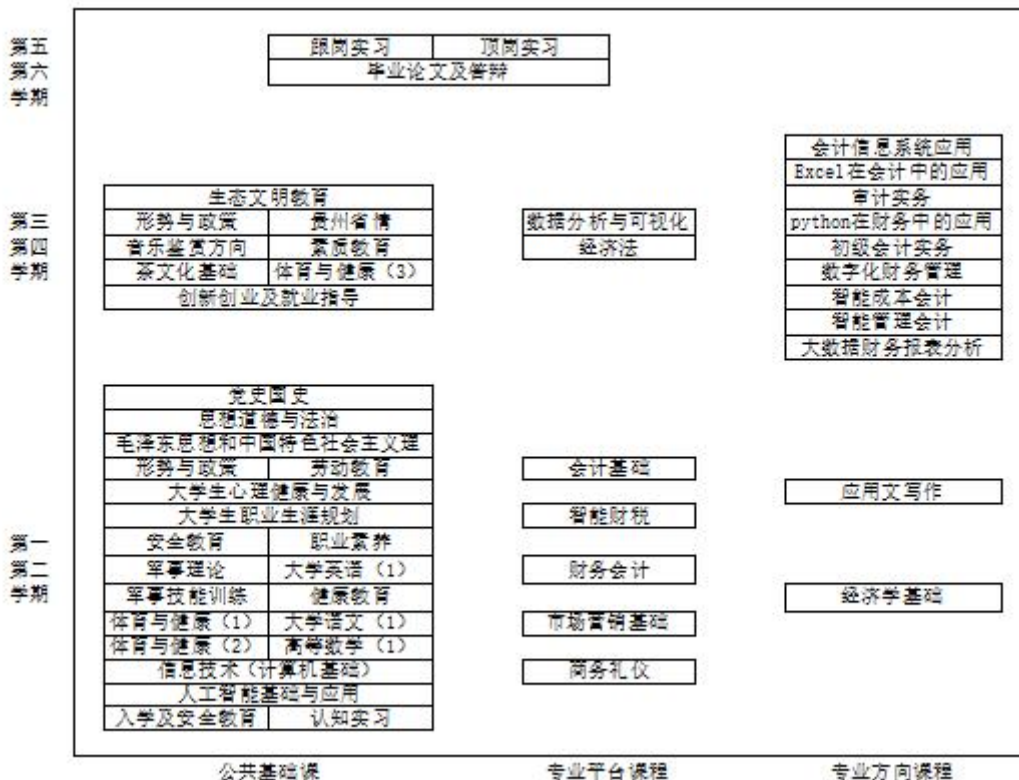 第五
第六
学期
跟岗实习 顶岗实习
毕业论文及答辩
会计信息系统应用
Excel在会计中的应用
审计实务
python在财务中的应用
初级会计实务
数字化财务管理
智能成本会计
智能管理会计
大数据财务报表分析
第三
第四
学期
生态文明教育
形势与政策 贵州省情
音乐鉴赏方向 素质教育
茶文化基础 体育与健康（3）
创新创业及就业指导
数据分析与可视化
经济法
第一
第二
学期
党史国史
思想道德与法治
毛泽东思想和中国特色社会主义理
形势与政策 劳动教育
大学生心理健康与发展
大学生职业生涯规划
安全教育 职业素养
军事理论 大学英语（1）
军事技能训练 健康教育
体育与健康（1） 大学语文（1）
体育与健康（2） 高等数学（1）
信息技术（计算机基础）
人工智能基础与应用
入学及安全教育 认知实习
会计基础
智能财税
财务会计
市场营销基础
商务礼仪
应用文写作
经济学基础
公共基础课 专业平台课程 专业方向课程